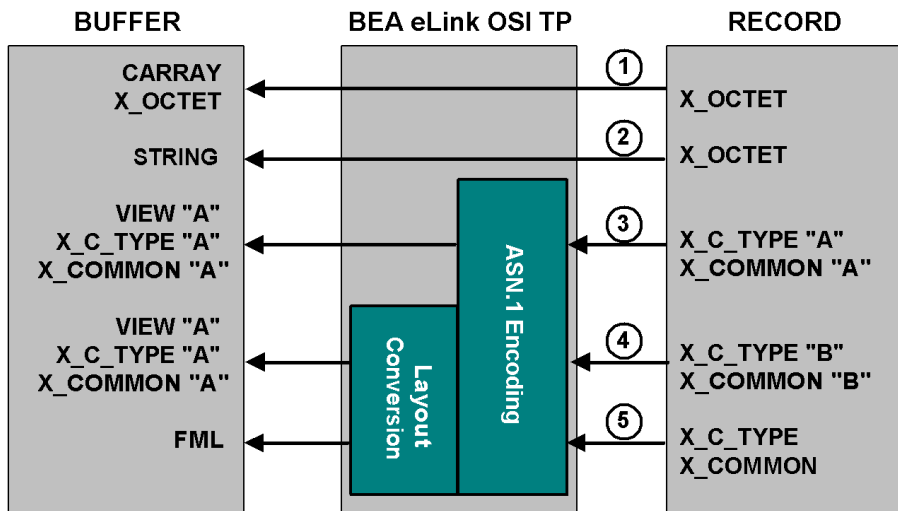 BUFFER
BEA eLink OSI TP
RECORD
CARRAY
X_OCTET
1
X_OCTET
STRING
2
X_OCTET
VIEW "A"
X_C_TYPE "A"
X_COMMON "A"
3
X_C_TYPE "A"
X_COMMON "A"
ASN.1 Encoding
VIEW "A"
X_C_TYPE "A"
X_COMMON "A"
Layout
Conversion
4
X_C_TYPE "B"
X_COMMON "B"
FML
5
X_C_TYPE
X_COMMON